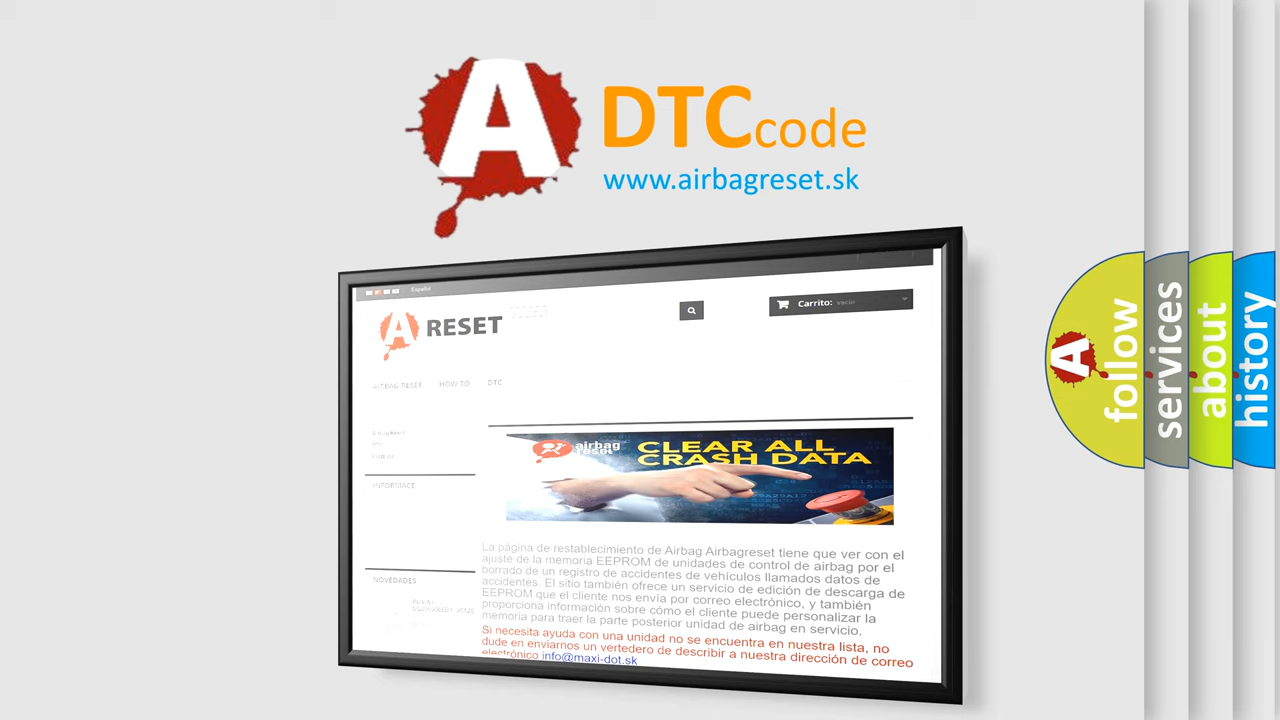 A
DTCcode
www.airbagreset.sk
Español
A RESET
Carrito: vacío
AIRBAG RESET HOW TO DTC
INFORMACE
NOVEDADES
airbag
reset
CLEAR ALL
CRASH DATA
La página de restablecimiento de Airbag Airbagreset tiene que ver con el
ajuste de la memoria EEPROM de unidades de control de airbag por el
borrado de un registro de accidentes de vehículos llamados datos de
accidentes. El sitio también ofrece un servicio de edición de descarga de
EEPROM que el cliente nos envía por correo electrónico, y también
proporciona información sobre cómo el cliente puede personalizar la
memoria para traer la parte posterior unidad de airbag en servicio.
Si necesita ayuda con una unidad no se encuentra en nuestra lista, no
dude en enviarnos un vertedero de describir a nuestra dirección de correo
electrónico info@maxi-dot.sk
A
follow
services
about
history